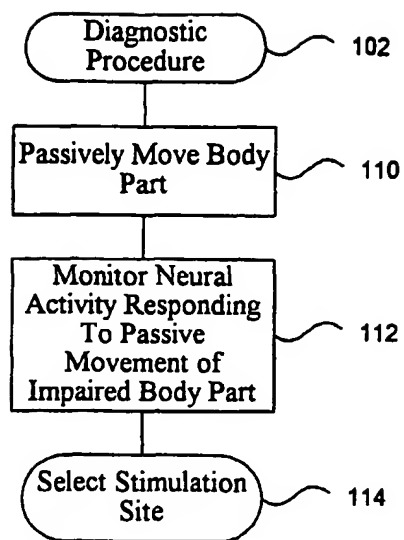 Diagnostic
Procedure
102
Passively Move Body
Part
110
Monitor Neural
Activity Responding
To Passive
Movement of
Impaired Body Part
112
Select Stimulation
Site
114